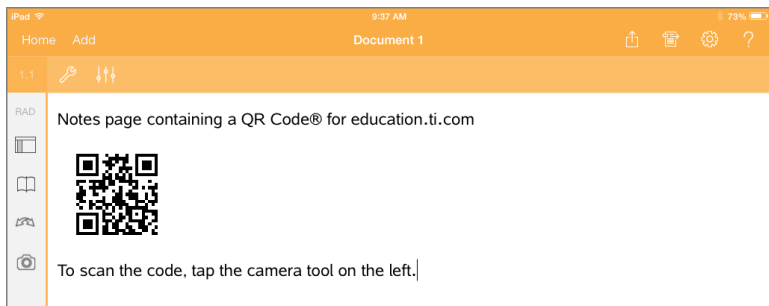 iPad 9:37 AM 73%
Home Add Document 1 ?
1.1
RAD
Notes page containing a QR Code® for education.ti.com
To scan the code, tap the camera tool on the left.